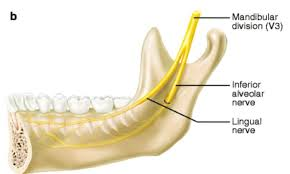 b
Mandibular
division (V3)
Inferior
alveolar
nerve
Lingual
nerve